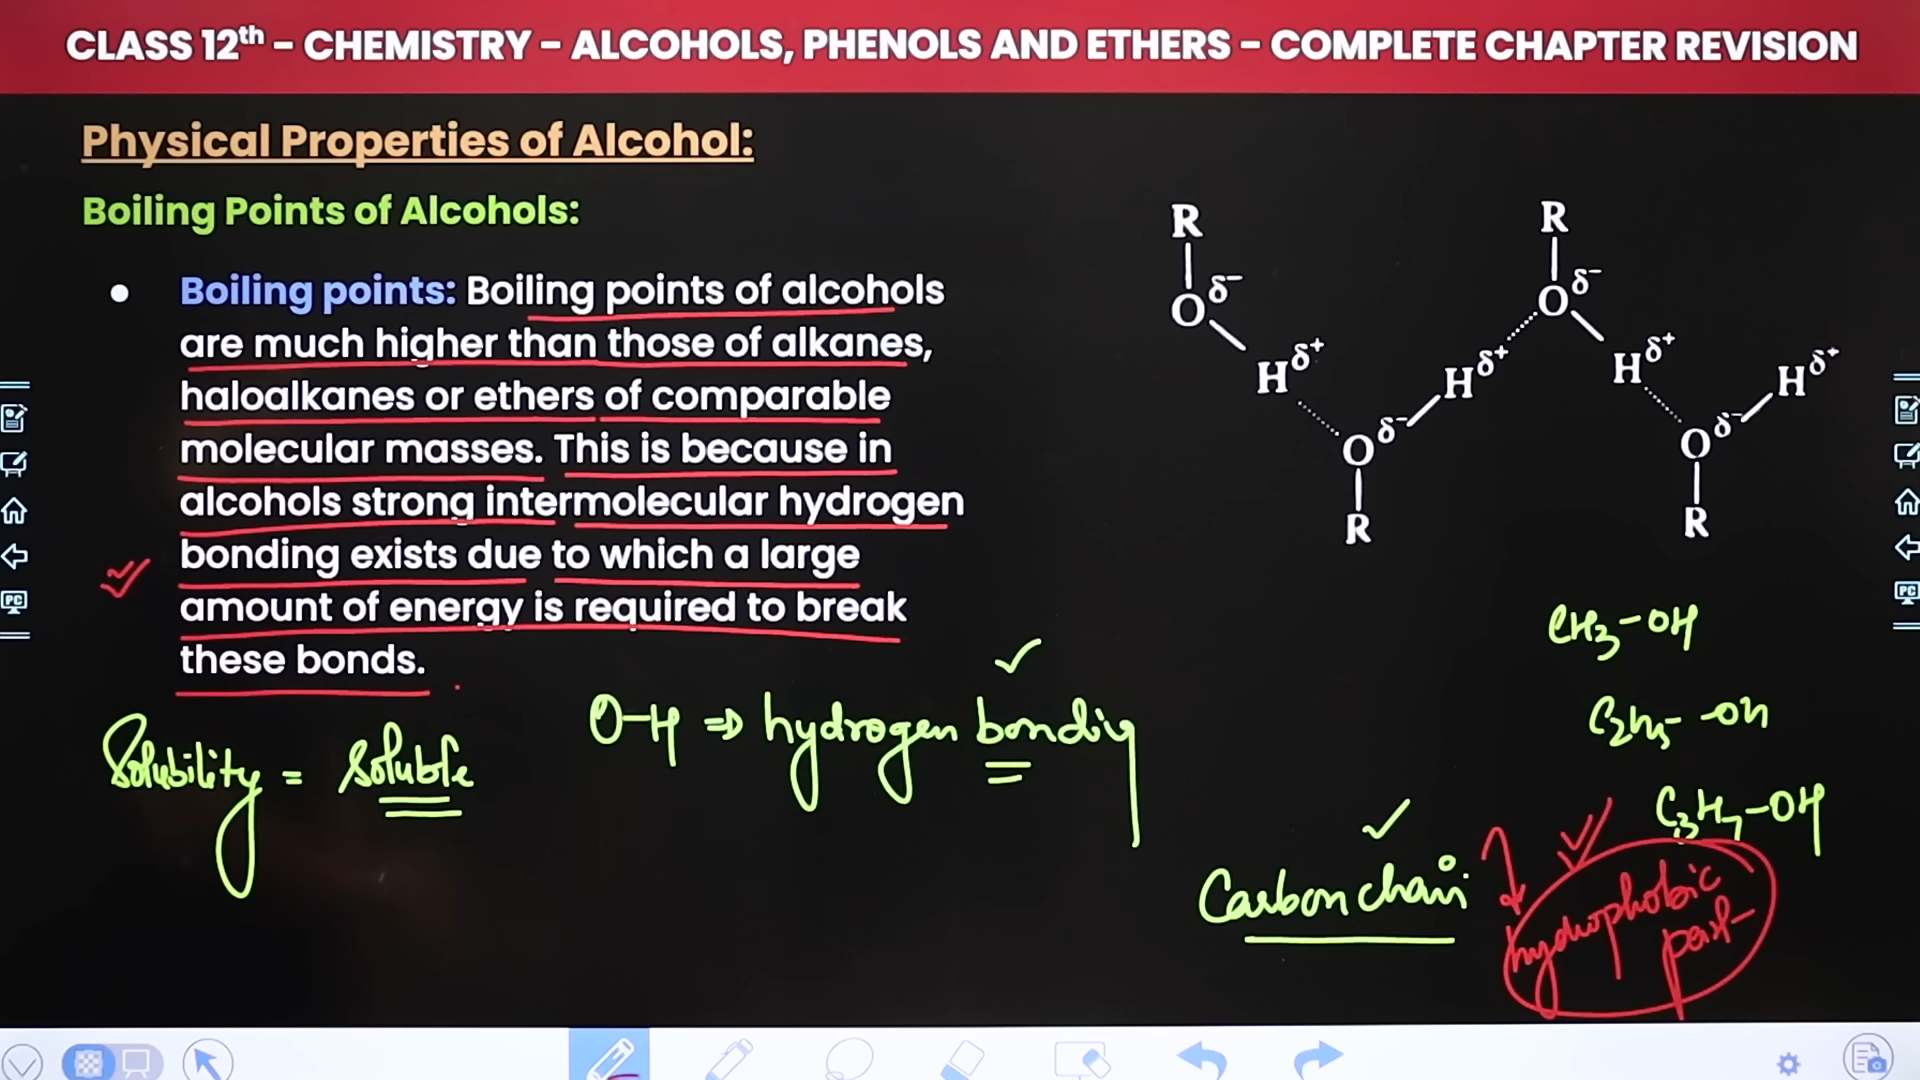 CLASS 12th – CHEMISTRY – ALCOHOLS, PHENOLS AND ETHERS – COMPLETE CHAPTER REVISION
Physical Properties of Alcohol:
Boiling Points of Alcohols:
● Boiling points: Boiling points of alcohols
are much higher than those of alkanes,
haloalkanes or ethers of comparable
molecular masses. This is because in
alcohols strong intermolecular hydrogen
bonding exists due to which a large
amount of energy is required to break
these bonds.
R R
O δ⁻ O δ⁻
H δ⁺ H δ⁺ H δ⁺ H δ⁺
O δ⁻ O δ⁻
R R
CH3-OH
C2H5-OH
C3H7-OH
Solubility = Soluble
O-H ⇒ hydrogen bonding
Carbon chain
hydrophobic
part
PC
PC